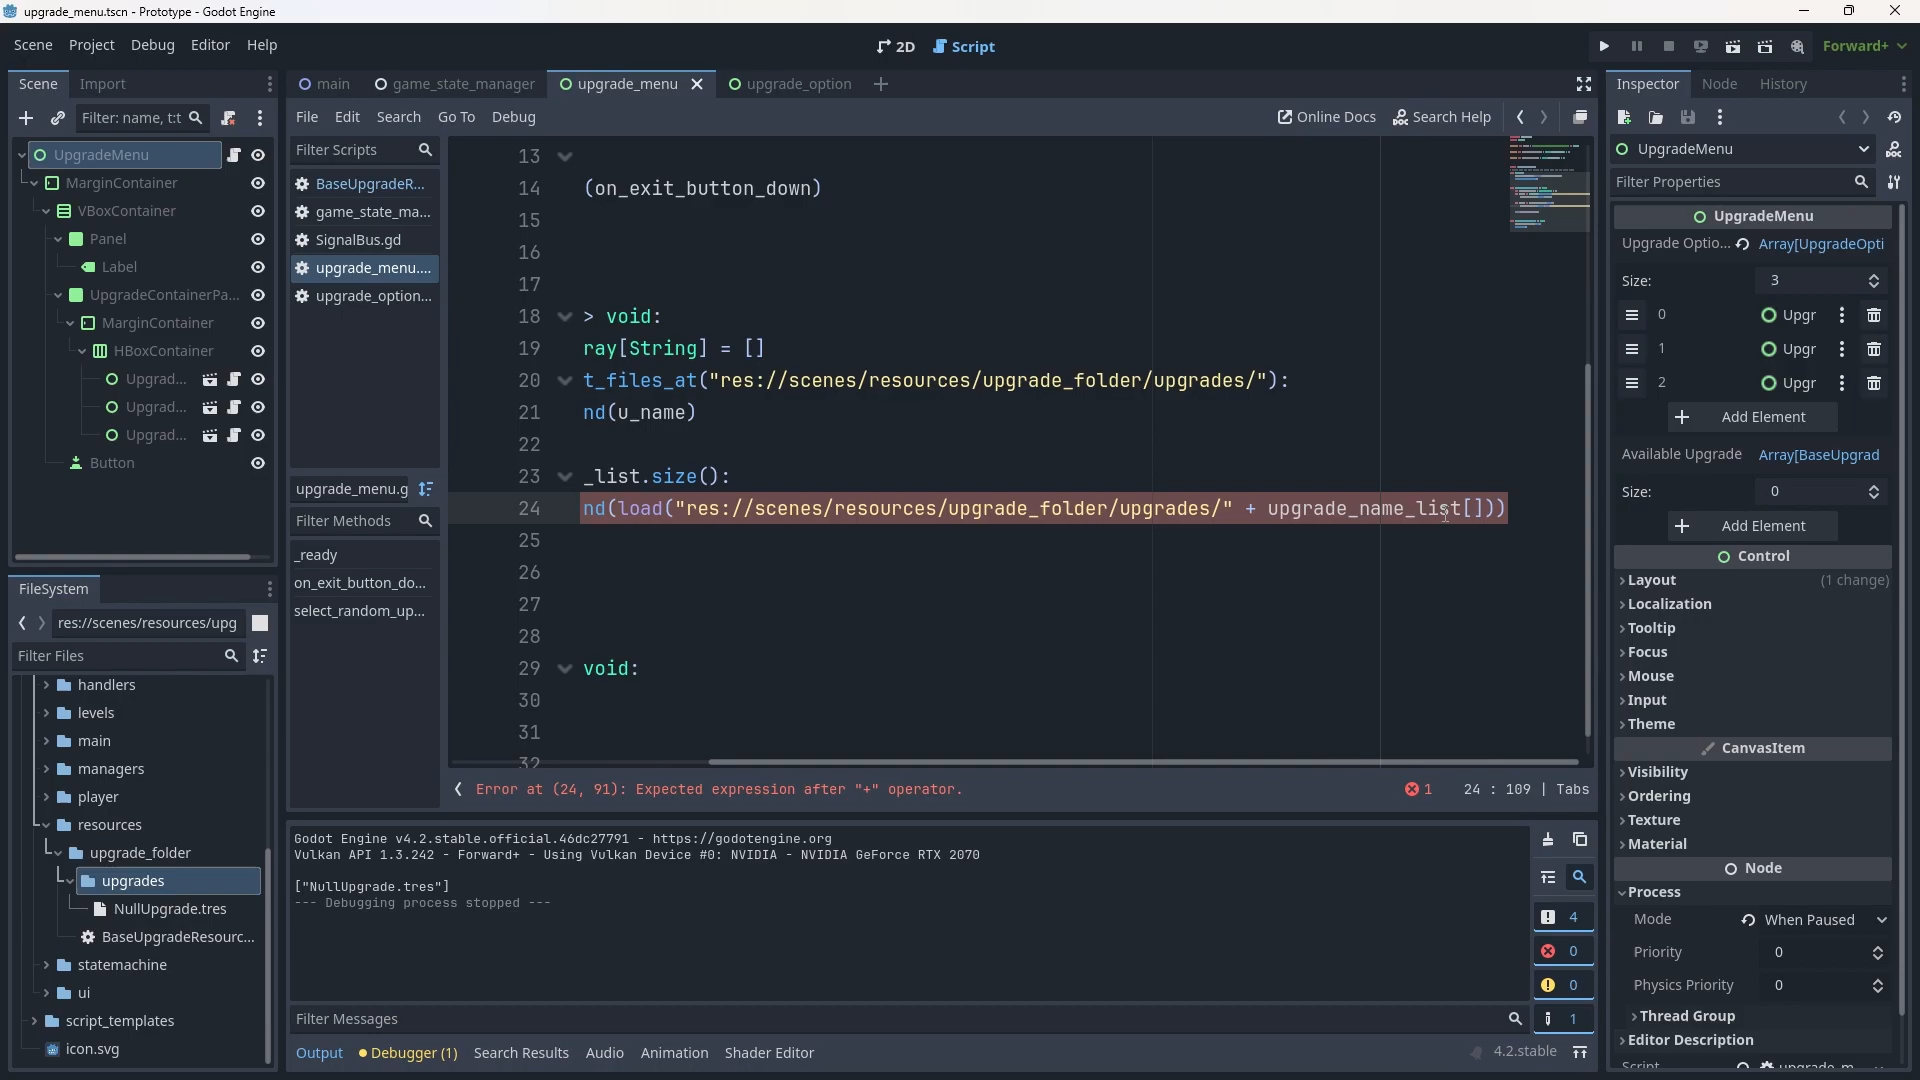 upgrade_menu.tscn - Prototype - Godot Engine
Scene Project Debug Editor Help
2D Script
Forward+
Scene Import
main game_state_manager upgrade_menu upgrade_option
Inspector Node History
Filter: name, t:t
File Edit Search Go To Debug
Online Docs Search Help
UpgradeMenu
MarginContainer
VBoxContainer
Panel
Label
UpgradeContainerPa...
MarginContainer
HBoxContainer
Upgrad...
Upgrad...
Upgrad...
Button
FileSystem
res://scenes/resources/upg
Filter Files
handlers
levels
main
managers
player
resources
upgrade_folder
upgrades
NullUpgrade.tres
BaseUpgradeResourc...
statemachine
ui
script_templates
icon.svg
Filter Scripts
BaseUpgradeR...
game_state_ma...
SignalBus.gd
upgrade_menu....
upgrade_option...
upgrade_menu.g
Filter Methods
_ready
on_exit_button_do...
select_random_up...
13
14 (on_exit_button_down)
15
16
17
18 > void:
19 ray[String] = []
20 t_files_at("res://scenes/resources/upgrade_folder/upgrades/"):
21 nd(u_name)
22
23 _list.size():
24 nd(load("res://scenes/resources/upgrade_folder/upgrades/" + upgrade_name_list[]))
25
26
27
28
29 void:
30
31
32
Error at (24, 91): Expected expression after "+" operator.
1 24 : 109 | Tabs
Godot Engine v4.2.stable.official.46dc27791 - https://godotengine.org
Vulkan API 1.3.242 - Forward+ - Using Vulkan Device #0: NVIDIA - NVIDIA GeForce RTX 2070
["NullUpgrade.tres"]
--- Debugging process stopped ---
4
0
0
1
Filter Messages
Output Debugger (1) Search Results Audio Animation Shader Editor
4.2.stable
UpgradeMenu
Filter Properties
UpgradeMenu
Upgrade Optio... Array[UpgradeOpti
Size: 3
0 Upgr
1 Upgr
2 Upgr
Add Element
Available Upgrade Array[BaseUpgrad
Size: 0
Add Element
Control
Layout (1 change)
Localization
Tooltip
Focus
Mouse
Input
Theme
CanvasItem
Visibility
Ordering
Texture
Material
Node
Process
Mode When Paused
Priority 0
Physics Priority 0
Thread Group
Editor Description
Script upgrade_m